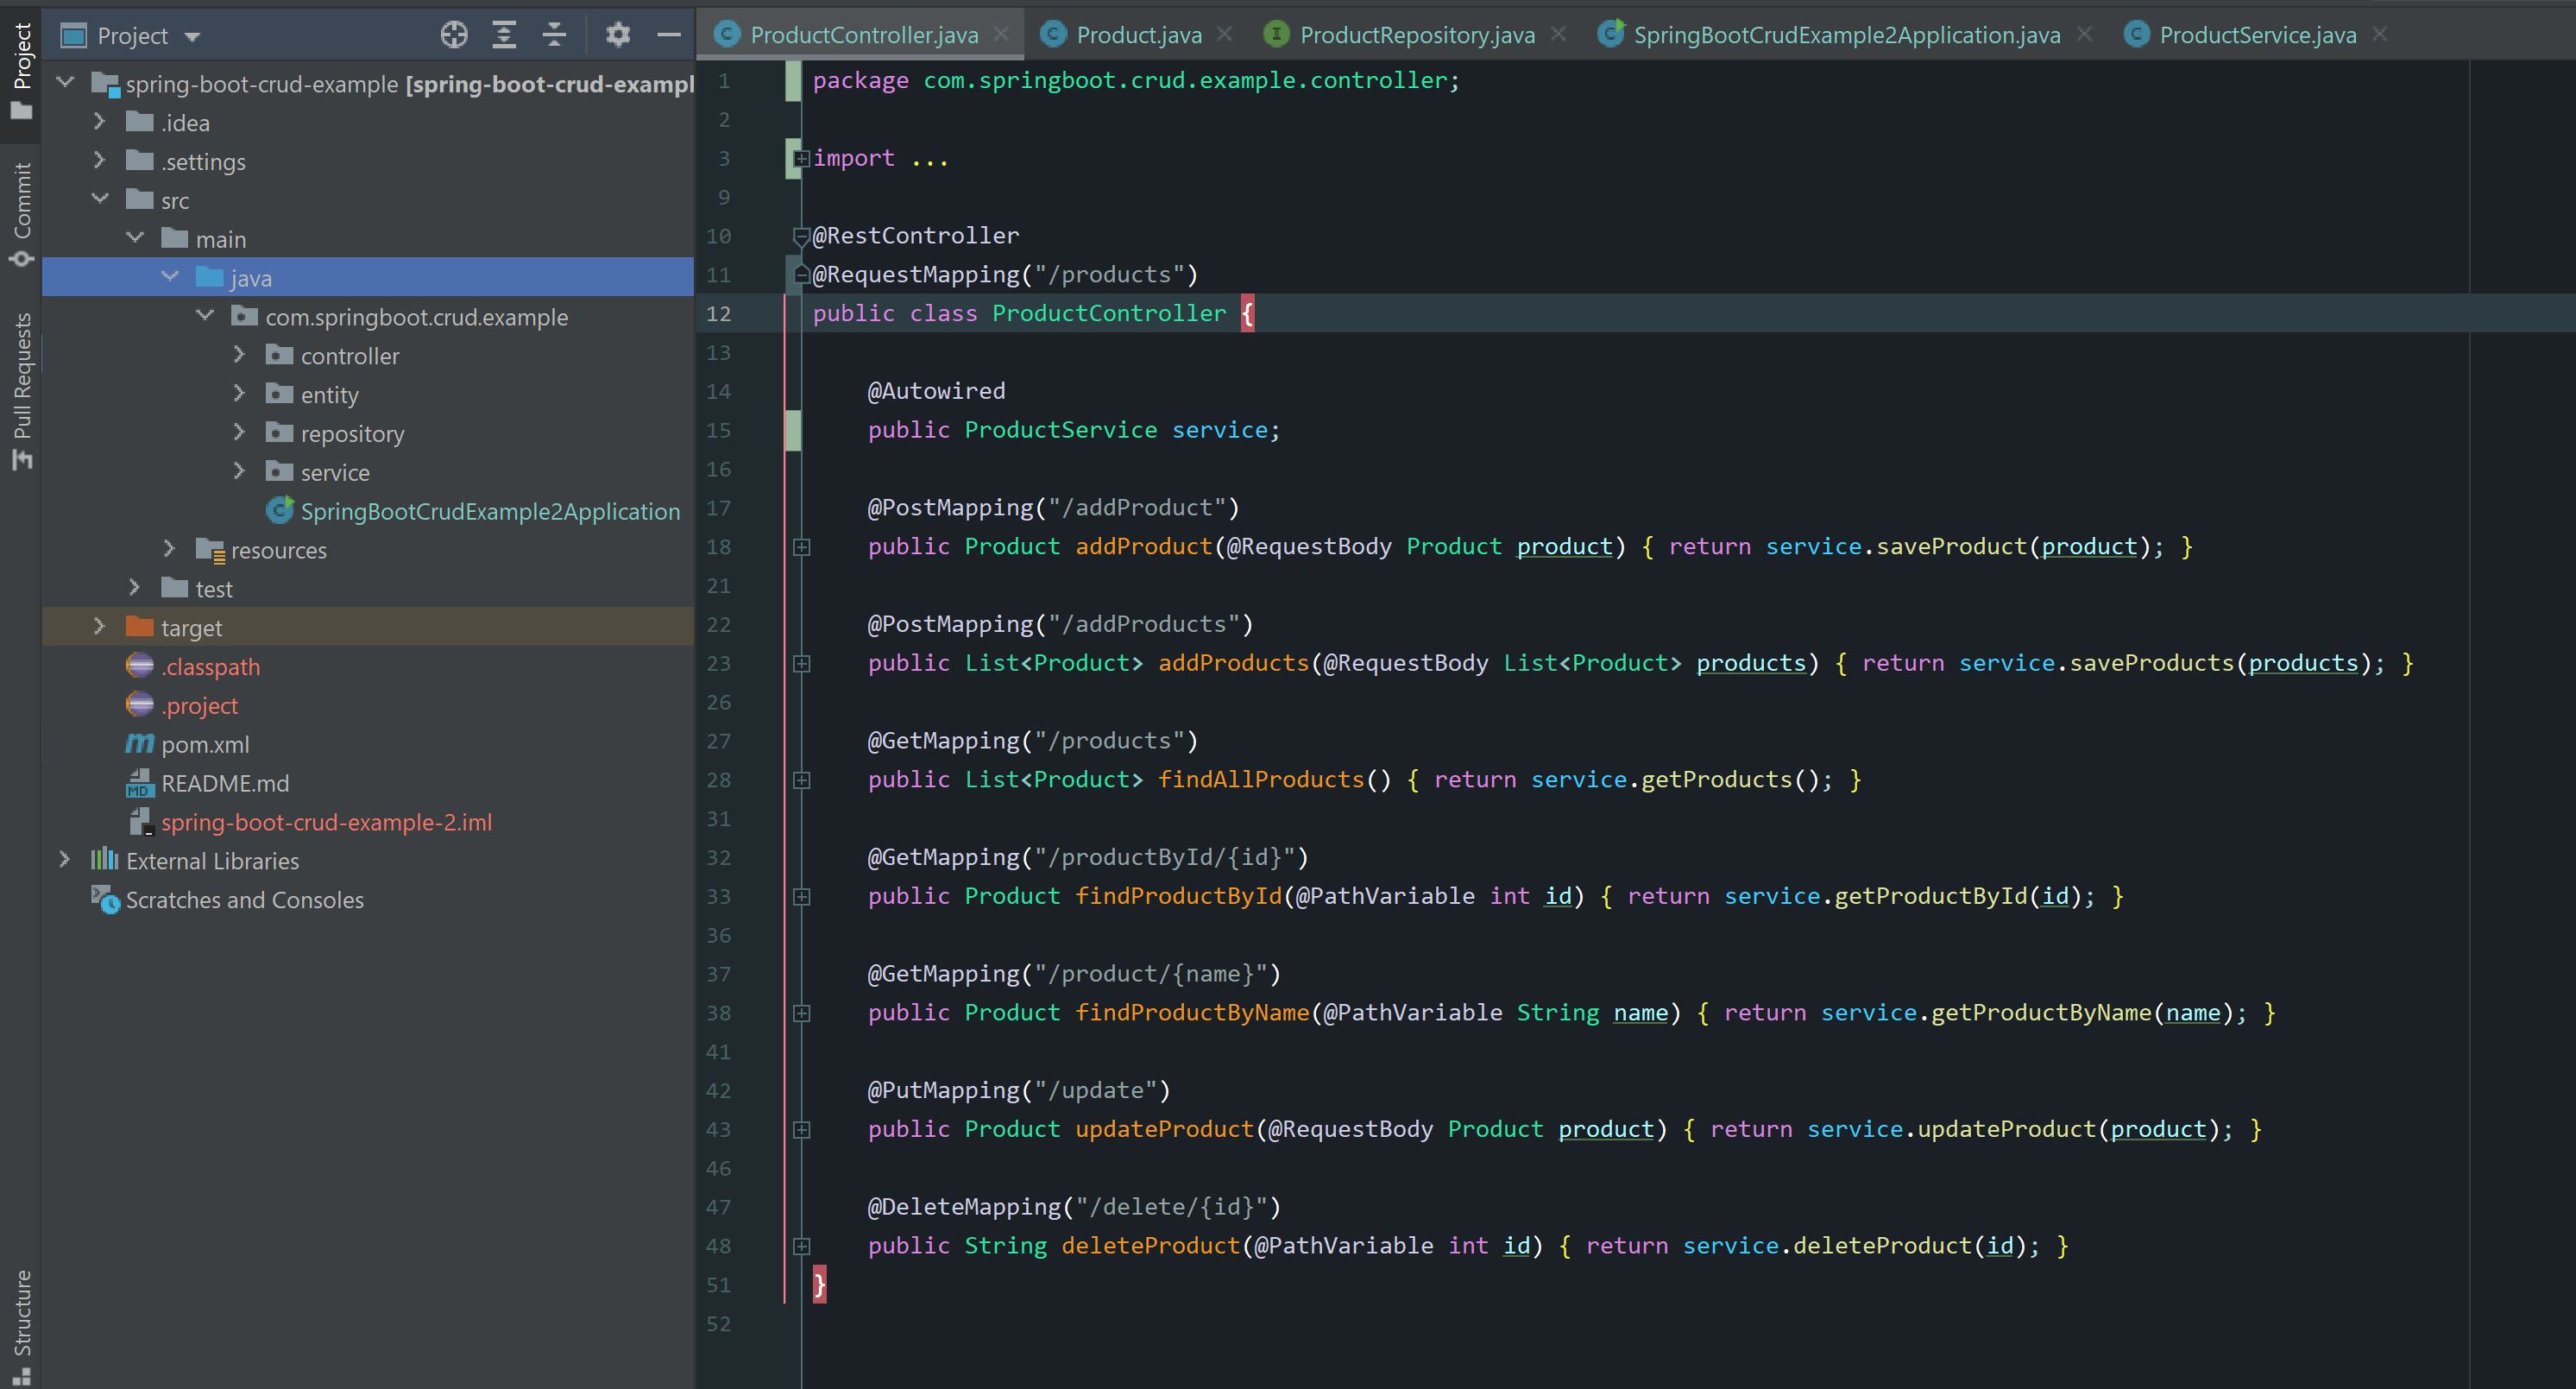 Project
Commit
Pull Requests
Structure
Project
spring-boot-crud-example [spring-boot-crud-exampl
.idea
.settings
src
main
java
com.springboot.crud.example
controller
entity
repository
service
SpringBootCrudExample2Application
resources
test
target
.classpath
.project
pom.xml
README.md
spring-boot-crud-example-2.iml
External Libraries
Scratches and Consoles
ProductController.java Product.java ProductRepository.java SpringBootCrudExample2Application.java ProductService.java
1 package com.springboot.crud.example.controller;
2
3 import ...
9
10 @RestController
11 @RequestMapping("/products")
12 public class ProductController {
13
14 @Autowired
15 public ProductService service;
16
17 @PostMapping("/addProduct")
18 public Product addProduct(@RequestBody Product product) { return service.saveProduct(product); }
21
22 @PostMapping("/addProducts")
23 public List<Product> addProducts(@RequestBody List<Product> products) { return service.saveProducts(products); }
26
27 @GetMapping("/products")
28 public List<Product> findAllProducts() { return service.getProducts(); }
31
32 @GetMapping("/productById/{id}")
33 public Product findProductById(@PathVariable int id) { return service.getProductById(id); }
36
37 @GetMapping("/product/{name}")
38 public Product findProductByName(@PathVariable String name) { return service.getProductByName(name); }
41
42 @PutMapping("/update")
43 public Product updateProduct(@RequestBody Product product) { return service.updateProduct(product); }
46
47 @DeleteMapping("/delete/{id}")
48 public String deleteProduct(@PathVariable int id) { return service.deleteProduct(id); }
51 }
52